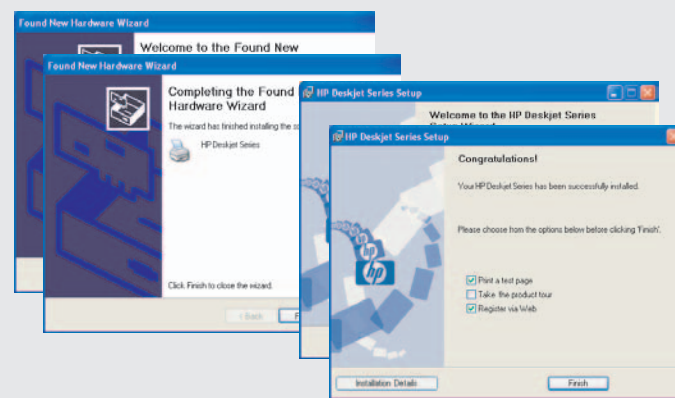 Found New Hardware Wizard
Welcome to the Found New
Found New Hardware Wizard
Completing the Found
Hardware Wizard
The wizard has finished installing the
HP Deskjet Series
Click Finish to close the wizard.
< Back
HP Deskjet Series Setup
Welcome to the HP Deskjet Series
HP Deskjet Series Setup
Congratulations!
Your HP Deskjet Series has been successfully installed.
Please choose from the options below before clicking 'Finish'.
Print a test page
Take the product tour
Register via Web
hp
Installation Details
Finish